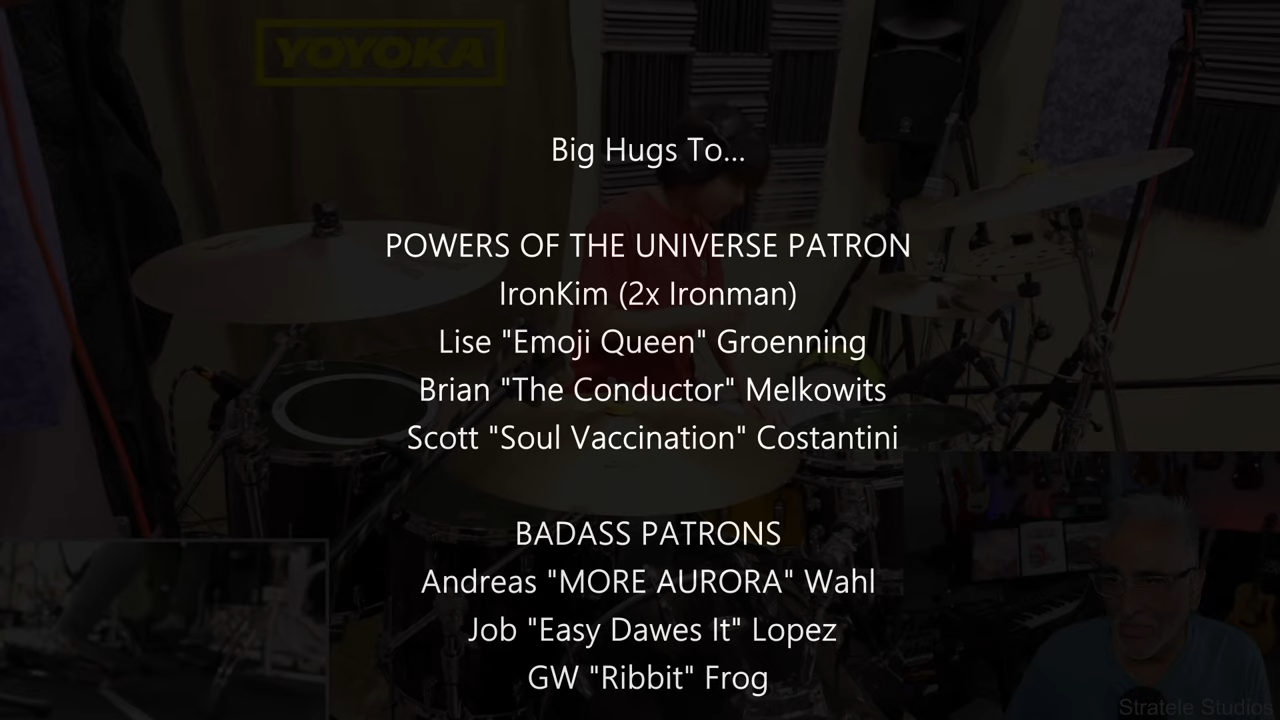 YOYOKA
Big Hugs To...
POWERS OF THE UNIVERSE PATRON
IronKim (2x Ironman)
Lise "Emoji Queen" Groenning
Brian "The Conductor" Melkowits
Scott "Soul Vaccination" Costantini
BADASS PATRONS
Andreas "MORE AURORA" Wahl
Job "Easy Dawes It" Lopez
GW "Ribbit" Frog
Stratele Studios